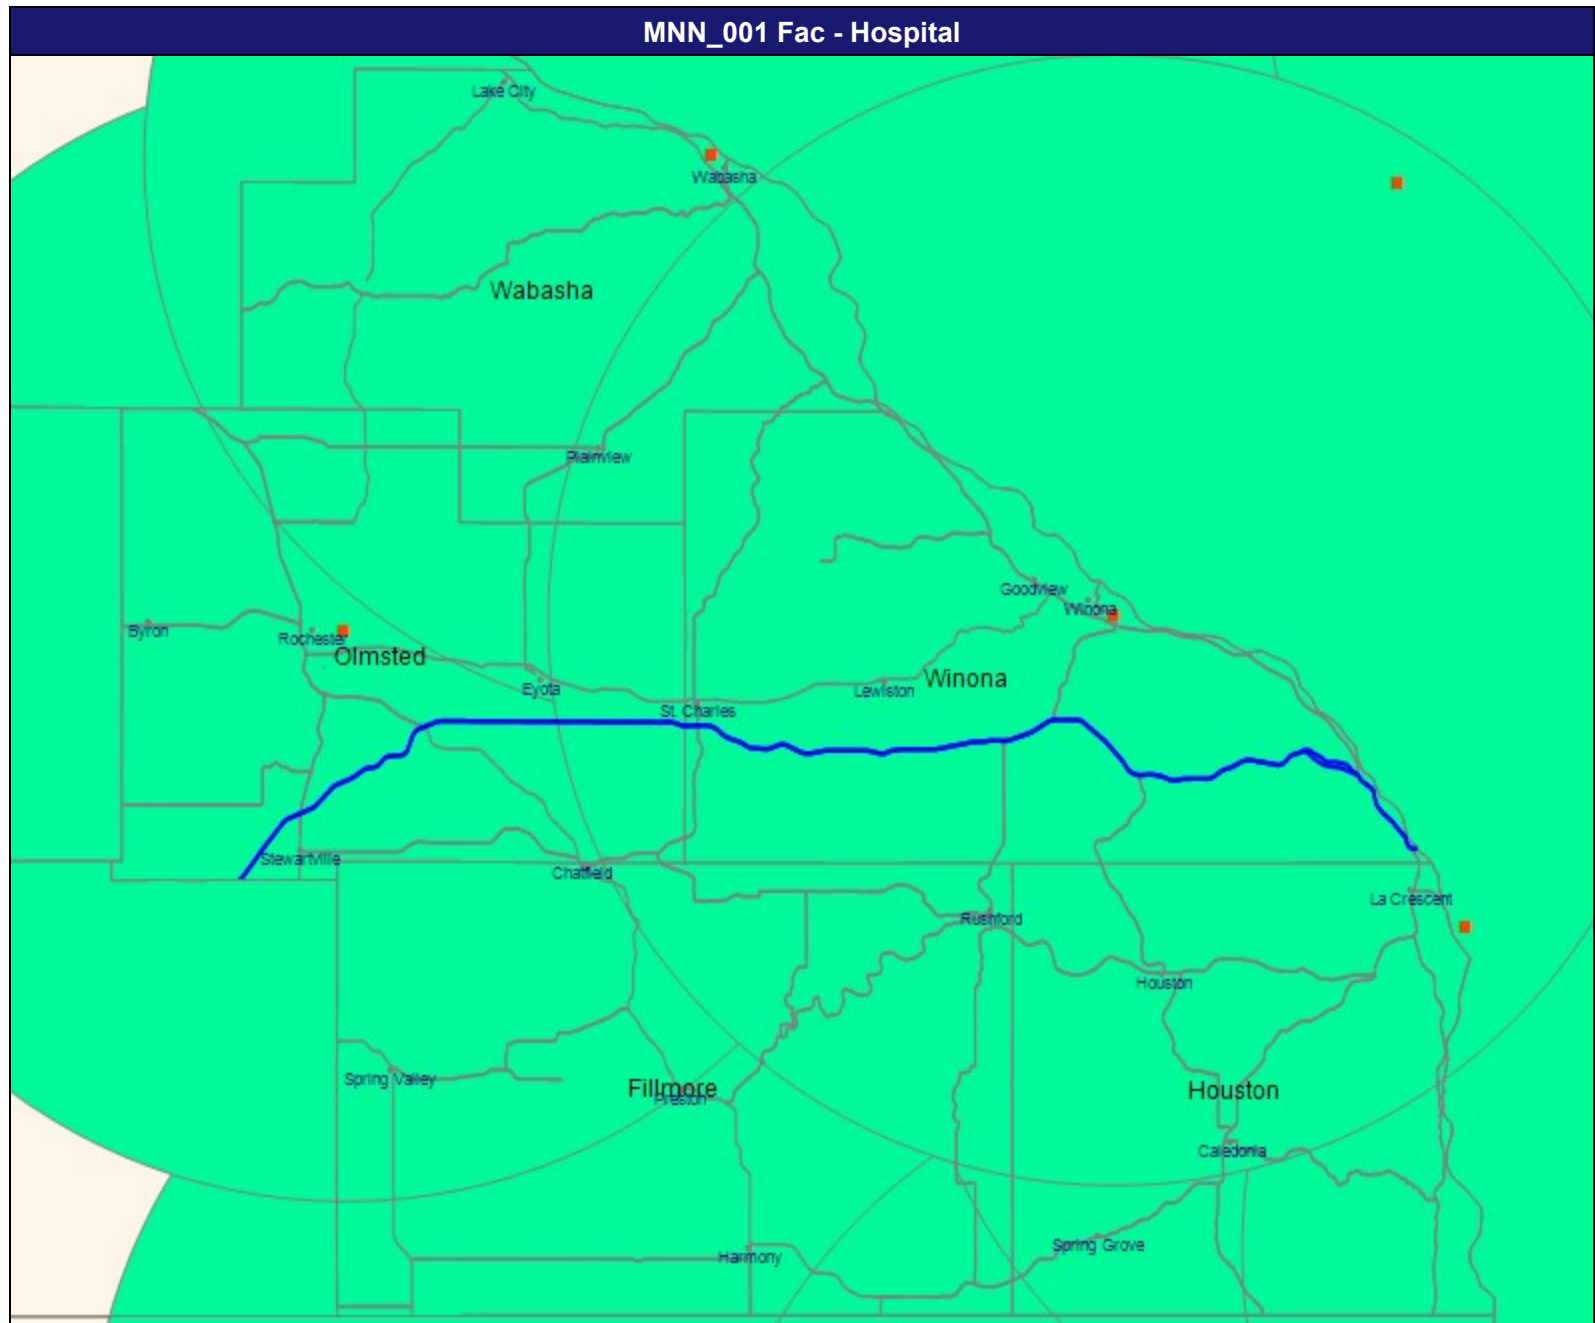 MNN_001 Fac - Hospital
Lake City
Wabasha
Wabasha
Plainview
Goodview
Winona
Byron
Rochester
Olmsted
Eyota
Lewiston
Winona
St. Charles
Stewartville
Chatfield
La Crescent
Rushford
Houston
Spring Valley
Fillmore
Preston
Houston
Caledonia
Spring Grove
Harmony